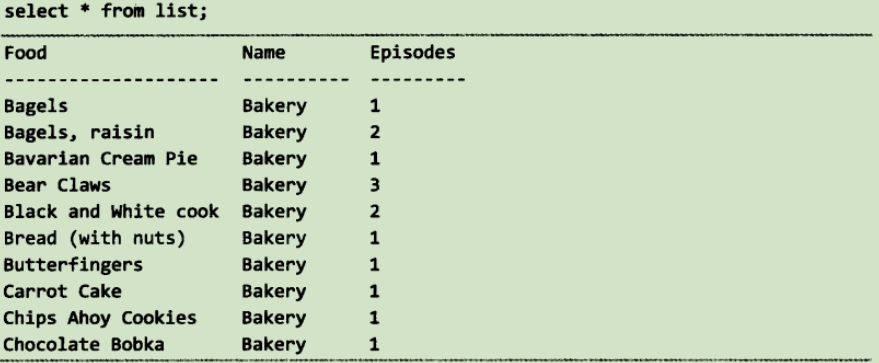 select * from list;
Food Name Episodes
-------------------- ---------- ---------
Bagels Bakery 1
Bagels, raisin Bakery 2
Bavarian Cream Pie Bakery 1
Bear Claws Bakery 3
Black and White cook Bakery 2
Bread (with nuts) Bakery 1
Butterfingers Bakery 1
Carrot Cake Bakery 1
Chips Ahoy Cookies Bakery 1
Chocolate Bobka Bakery 1